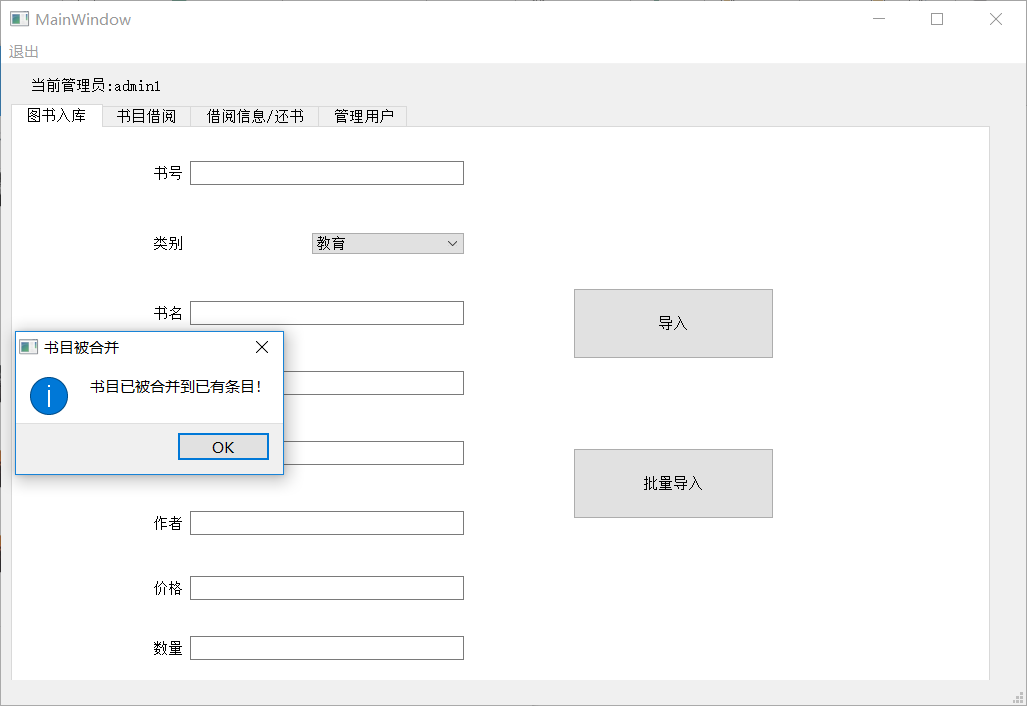 MainWindow
退出
当前管理员:admin1
图书入库
书目借阅
借阅信息/还书
管理用户
书号
类别
教育
书名
导入
书目被合并
书目已被合并到已有条目!
OK
批量导入
作者
价格
数量